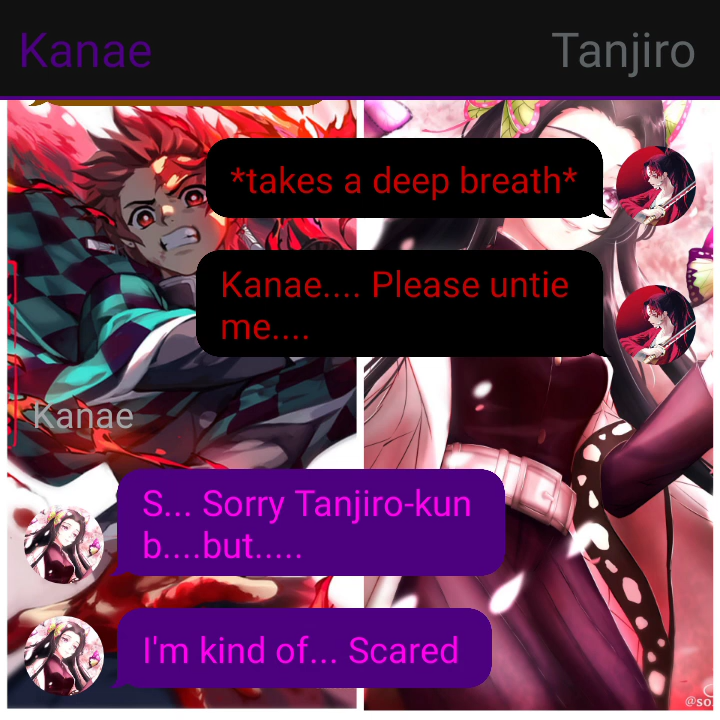 Kanae
Tanjiro
*takes a deep breath*
Kanae.... Please untie
me....
Kanae
S... Sorry Tanjiro-kun
b....but.....
I'm kind of... Scared